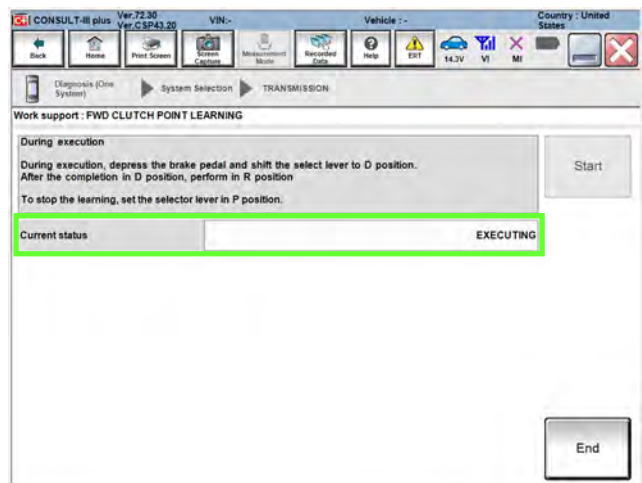 CONSULT-III plus Ver.72.30 VIN:- Vehicle : - Country : United
Ver.CSP43.20 States
Back Home Print Screen Screen Capture Measurement Mode Recorded Data Help ERT 14.3V VI MI
Diagnosis (One System) System Selection TRANSMISSION
Work support : FWD CLUTCH POINT LEARNING
During execution
During execution, depress the brake pedal and shift the select lever to D position.
After the completion in D position, perform in R position
To stop the learning, set the selector lever in P position.
Start
Current status EXECUTING
End